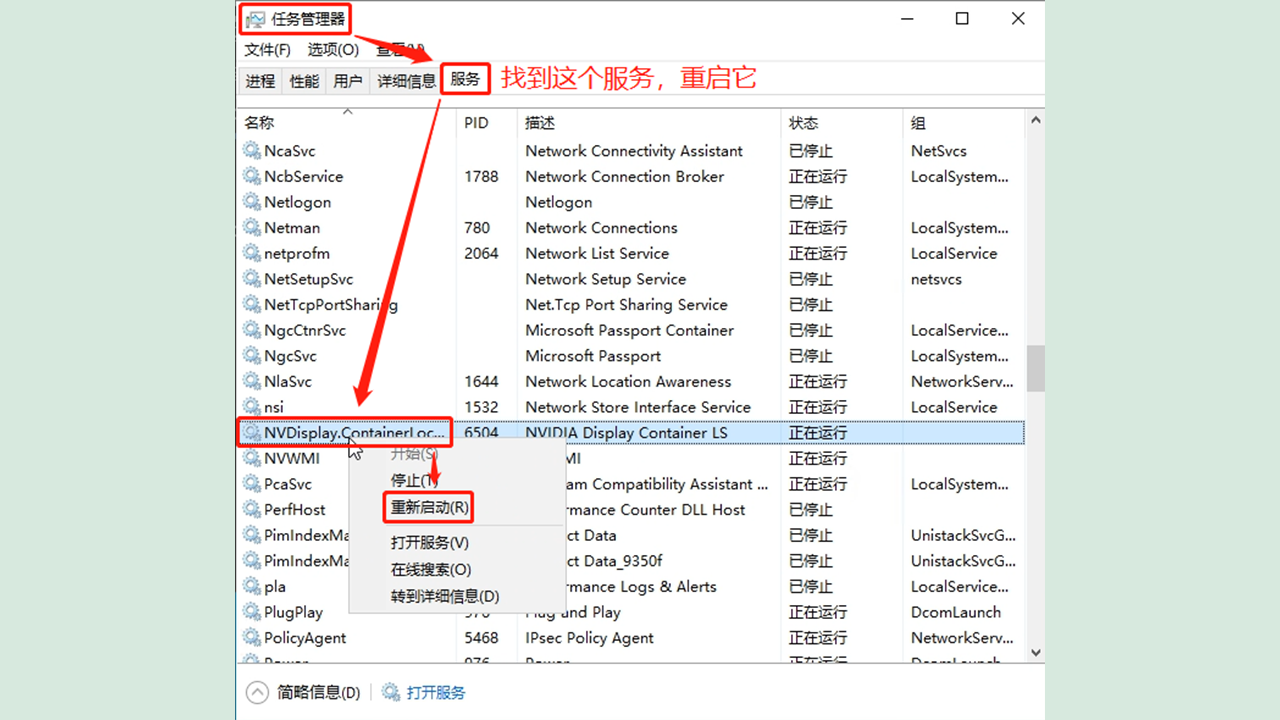 任务管理器
文件(F) 选项(O) 查看(V)
进程 性能 用户 详细信息 服务 找到这个服务，重启它
名称 PID 描述 状态 组
NcaSvc Network Connectivity Assistant 已停止 NetSvcs
NcbService 1788 Network Connection Broker 正在运行 LocalSystem...
Netlogon Netlogon 已停止
Netman 780 Network Connections 正在运行 LocalSystem...
netprofm 2064 Network List Service 正在运行 LocalService
NetSetupSvc Network Setup Service 已停止 netsvcs
NetTcpPortSharing Net.Tcp Port Sharing Service 已停止
NgcCtnrSvc Microsoft Passport Container 已停止 LocalService...
NgcSvc Microsoft Passport 已停止 LocalSystem...
NlaSvc 1644 Network Location Awareness 正在运行 NetworkServ...
nsi 1532 Network Store Interface Service 正在运行 LocalService
NVDisplay.ContainerLoc... 6504 NVIDIA Display Container LS 正在运行
NVWMI MI 正在运行
开始(S)
PcaSvc am Compatibility Assistant ... 正在运行 LocalSystem...
停止(T)
PerfHost rmance Counter DLL Host 已停止
重新启动(R)
PimIndexMa ct Data 已停止 UnistackSvcG...
打开服务(V)
PimIndexMa ct Data_9350f 已停止 UnistackSvcG...
在线搜索(O)
pla rmance Logs & Alerts 已停止 LocalService...
转到详细信息(D)
PlugPlay 976 Plug and Play 正在运行 DcomLaunch
PolicyAgent 5468 IPsec Policy Agent 正在运行 NetworkServ...
Power 976 Power 正在运行 DcomLaunch
简略信息(D) 打开服务